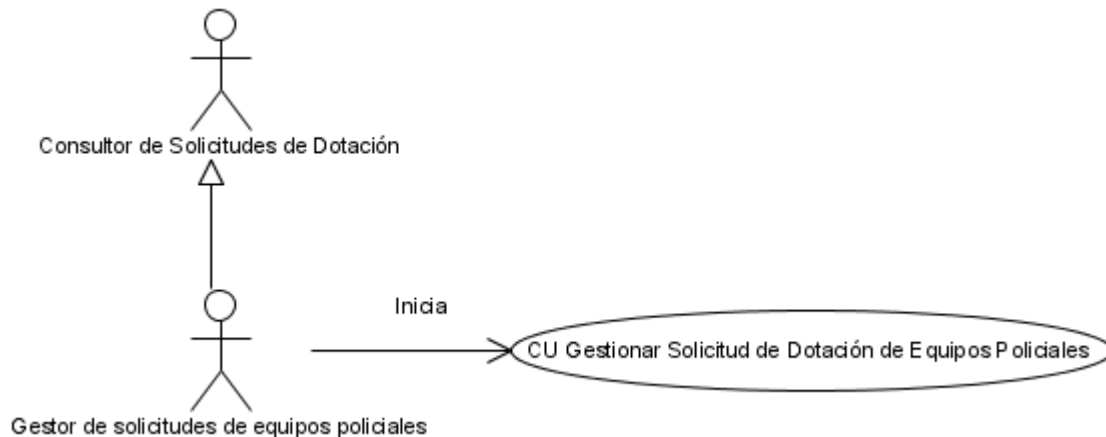 Consultor de Solicitudes de Dotación
Inicia
CU Gestionar Solicitud de Dotación de Equipos Policiales
Gestor de solicitudes de equipos policiales